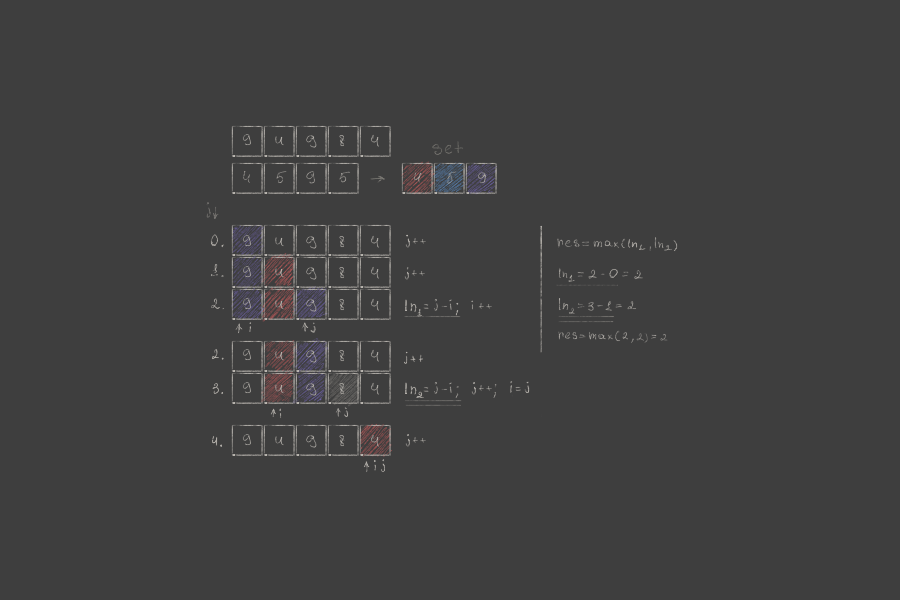 9 4 9 8 4
set
4 5 9 5 → 4 5 9
j↓
0. 9 4 9 8 4 j++
1. 9 4 9 8 4 j++
2. 9 4 9 8 4 ln₁=j-i; i++
↑i ↑j
2. 9 4 9 8 4 j++
3. 9 4 9 8 4 ln₂=j-i; j++; i=j
↑i ↑j
4. 9 4 9 8 4 j++
↑i j
res=max(ln₁,ln₂)
ln₁=2-0=2
ln₂=3-1=2
res=max(2,2)=2